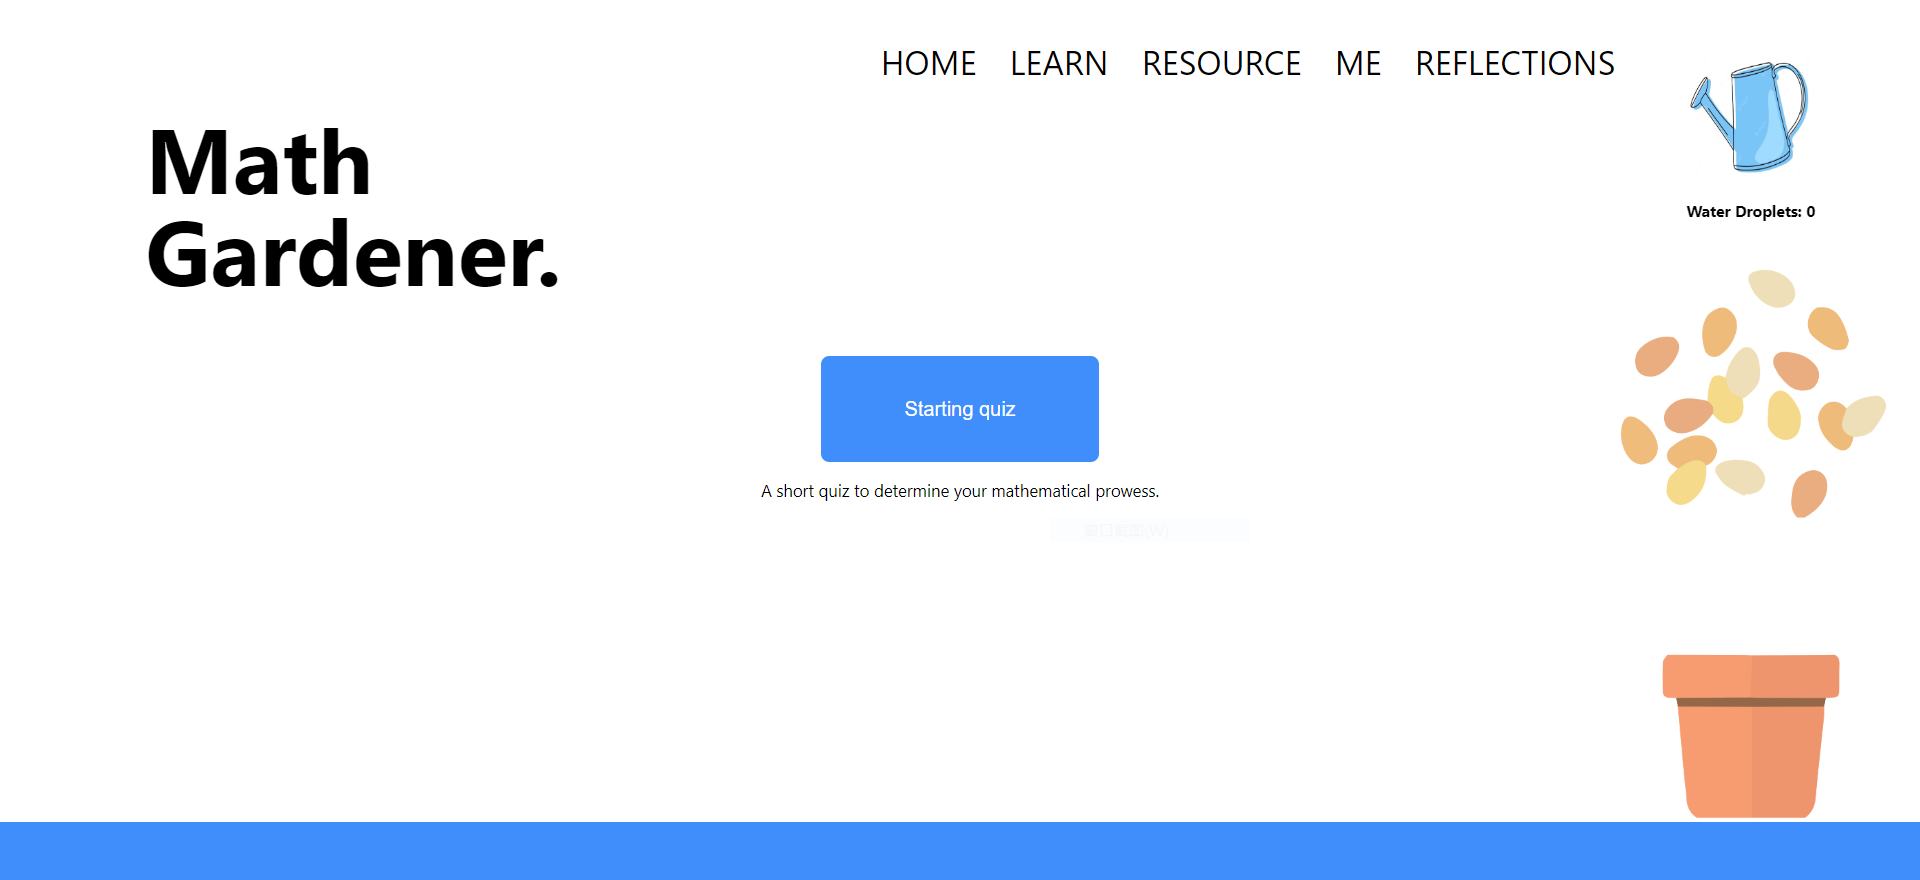 HOME LEARN RESOURCE ME REFLECTIONS
Math
Gardener.
Water Droplets: 0
Starting quiz
A short quiz to determine your mathematical prowess.